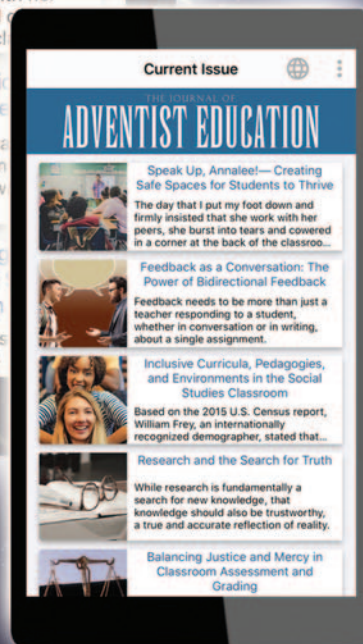 Current Issue
THE JOURNAL OF
ADVENTIST EDUCATION
Speak Up, Annalee!— Creating
Safe Spaces for Students to Thrive
The day that I put my foot down and
firmly insisted that she work with her
peers, she burst into tears and cowered
in a corner at the back of the classroo...
Feedback as a Conversation: The
Power of Bidirectional Feedback
Feedback needs to be more than just a
teacher responding to a student,
whether in conversation or in writing,
about a single assignment.
Inclusive Curricula, Pedagogies,
and Environments in the Social
Studies Classroom
Based on the 2015 U.S. Census report,
William Frey, an internationally
recognized demographer, stated that...
Research and the Search for Truth
While research is fundamentally a
search for new knowledge, that
knowledge should also be trustworthy,
a true and accurate reflection of reality.
Balancing Justice and Mercy in
Classroom Assessment and
Grading